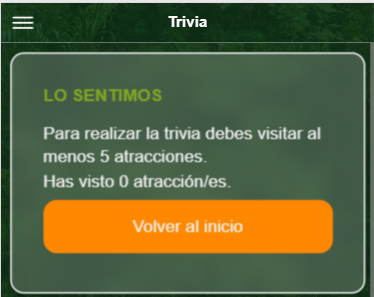 Trivia
LO SENTIMOS
Para realizar la trivia debes visitar al
menos 5 atracciones.
Has visto 0 atracción/es.
Volver al inicio